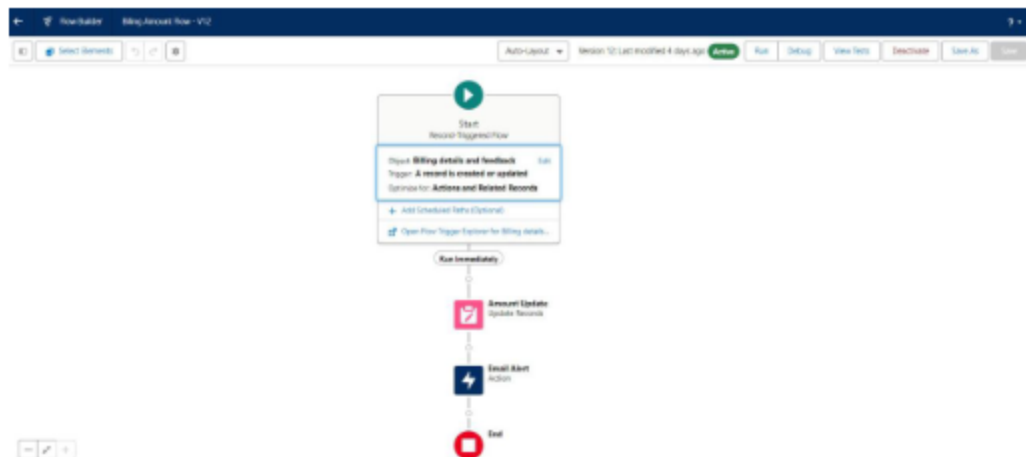 Flow Builder Billing Amount Flow - V12
?
Select Elements
Auto-Layout Version 12: Last modified 4 days ago Active Run Debug View Tests Deactivate Save As Save
Start
Record-Triggered Flow
Object: Billing details and feedback Edit
Trigger: A record is created or updated
Optimize for: Actions and Related Records
+ Add Scheduled Paths (Optional)
Open Flow Trigger Explorer for Billing details...
Run Immediately
Amount Update
Update Records
Email Alert
Action
End